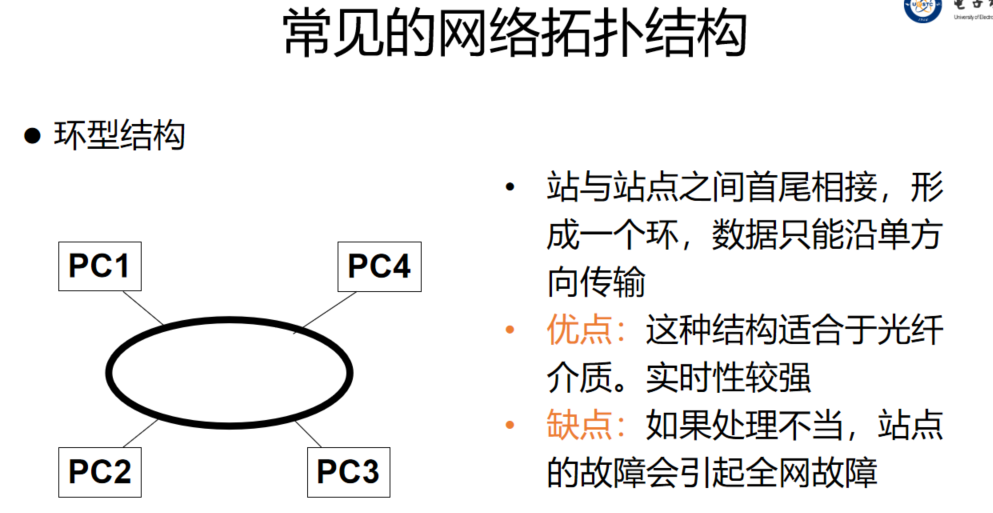 常见的网络拓扑结构
University of Electro
环型结构
站与站点之间首尾相接，形
成一个环，数据只能沿单方
向传输
优点：这种结构适合于光纤
介质。实时性较强
缺点：如果处理不当，站点
的故障会引起全网故障
PC1
PC4
PC2
PC3